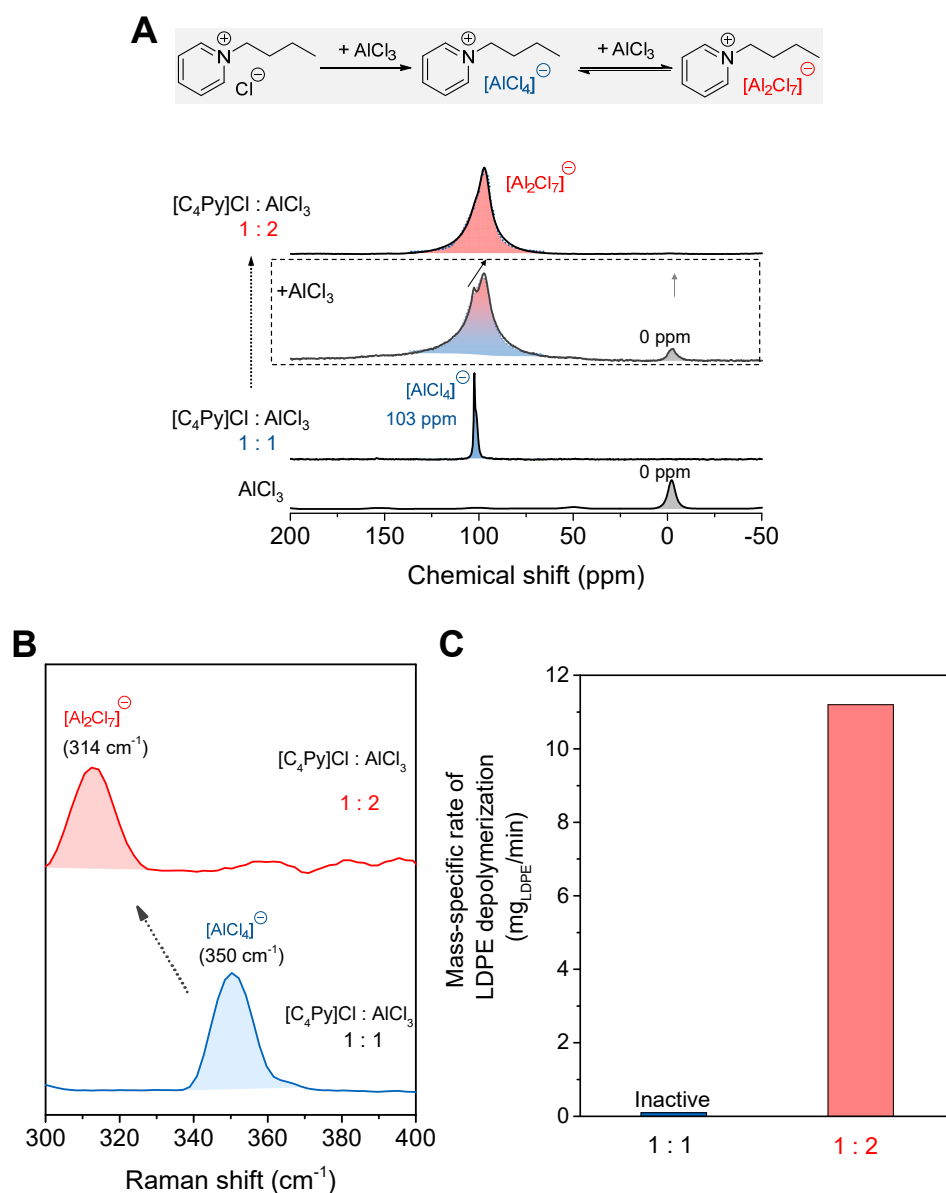 A
+ AlCl₃
+ AlCl₃
N⊕
Cl⊖
N⊕
[AlCl₄]⊖
N⊕
[Al₂Cl₇]⊖
[Al₂Cl₇]⊖
[C₄Py]Cl : AlCl₃
1 : 2
+AlCl₃
0 ppm
[AlCl₄]⊖
103 ppm
[C₄Py]Cl : AlCl₃
1 : 1
0 ppm
AlCl₃
200 150 100 50 0 -50
Chemical shift (ppm)
B
[Al₂Cl₇]⊖
(314 cm⁻¹)
[C₄Py]Cl : AlCl₃
1 : 2
[AlCl₄]⊖
(350 cm⁻¹)
[C₄Py]Cl : AlCl₃
1 : 1
300 320 340 360 380 400
Raman shift (cm⁻¹)
C
Mass-specific rate of
LDPE depolymerization
(mg_LDPE/min)
12
10
8
6
4
2
0
Inactive
1 : 1 1 : 2